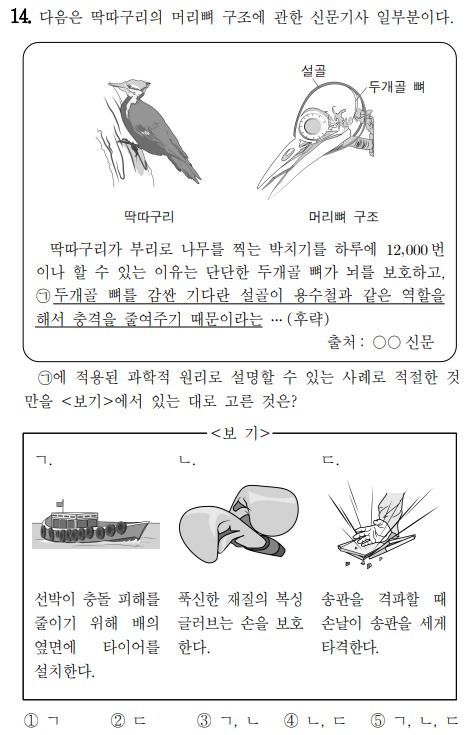 14. 다음은 딱따구리의 머리뼈 구조에 관한 신문기사 일부분이다.
설골
두개골 뼈
딱따구리
머리뼈 구조
딱따구리가 부리로 나무를 찍는 박치기를 하루에 12,000번
이나 할 수 있는 이유는 단단한 두개골 뼈가 뇌를 보호하고,
㉠두개골 뼈를 감싼 기다란 설골이 용수철과 같은 역할을
해서 충격을 줄여주기 때문이라는 …(후략)
출처 : ○○ 신문
㉠에 적용된 과학적 원리로 설명할 수 있는 사례로 적절한 것
만을 <보기>에서 있는 대로 고른 것은?
<보 기>
ㄱ.
선박이 충돌 피해를
줄이기 위해 배의
옆면에 타이어를
설치한다.
ㄴ.
푹신한 재질의 복싱
글러브는 손을 보호
한다.
ㄷ.
송판을 격파할 때
손날이 송판을 세게
타격한다.
① ㄱ ② ㄷ ③ ㄱ, ㄴ ④ ㄴ, ㄷ ⑤ ㄱ, ㄴ, ㄷ